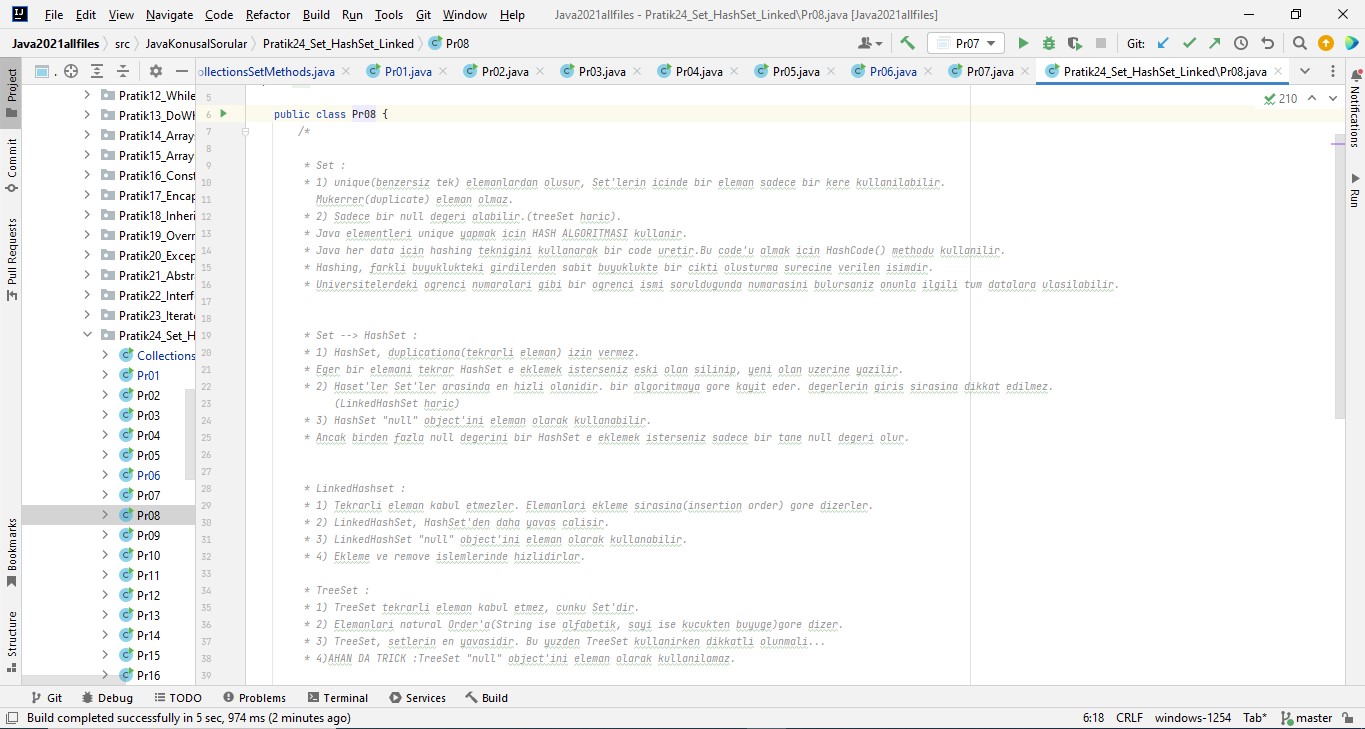 File Edit View Navigate Code Refactor Build Run Tools Git Window Help Java2021allfiles - Pratik24_Set_HashSet_Linked\Pr08.java [Java2021allfiles]
Java2021allfiles src JavaKonusalSorular Pratik24_Set_HashSet_Linked Pr08 Pr07 Git:
ollectionsSetMethods.java Pr01.java Pr02.java Pr03.java Pr04.java Pr05.java Pr06.java Pr07.java Pratik24_Set_HashSet_Linked\Pr08.java
Project
Commit
Pull Requests
Bookmarks
Structure
Pratik12_While
Pratik13_DoWh
Pratik14_Array
Pratik15_Array
Pratik16_Const
Pratik17_Encap
Pratik18_Inheri
Pratik19_Overr
Pratik20_Excep
Pratik21_Abstra
Pratik22_Interf
Pratik23_Iterato
Pratik24_Set_H
Collections
Pr01
Pr02
Pr03
Pr04
Pr05
Pr06
Pr07
Pr08
Pr09
Pr10
Pr11
Pr12
Pr13
Pr14
Pr15
Pr16
210
5
6 public class Pr08 {
7 /*
8
9 * Set :
10 * 1) unique(benzersiz tek) elemanlardan olusur, Set'lerin icinde bir eleman sadece bir kere kullanilabilir.
11 Mukerrer(duplicate) eleman olmaz.
12 * 2) Sadece bir null degeri alabilir.(treeSet haric).
13 * Java elementleri unique yapmak icin HASH ALGORITMASI kullanir.
14 * Java her data icin hashing teknigini kullanarak bir code uretir.Bu code'u almak icin HashCode() methodu kullanilir.
15 * Hashing, farkli buyuklukteki girdilerden sabit buyuklukte bir cikti olusturma surecine verilen isimdir.
16 * Universitelerdeki ogrenci numaralari gibi bir ogrenci ismi soruldugunda numarasini bulursaniz onunla ilgili tum datalara ulasilabilir.
17
18
19 * Set --> HashSet :
20 * 1) HashSet, duplicationa(tekrarli eleman) izin vermez.
21 * Eger bir elemani tekrar HashSet e eklemek isterseniz eski olan silinip, yeni olan uzerine yazilir.
22 * 2) Haset'ler Set'ler arasinda en hizli olanidir. bir algoritmaya gore kayit eder. degerlerin giris sirasina dikkat edilmez.
23 (LinkedHashSet haric)
24 * 3) HashSet "null" object'ini eleman olarak kullanabilir.
25 * Ancak birden fazla null degerini bir HashSet e eklemek isterseniz sadece bir tane null degeri olur.
26
27
28 * LinkedHashset :
29 * 1) Tekrarli eleman kabul etmezler. Elemanlari ekleme sirasina(insertion order) gore dizerler.
30 * 2) LinkedHashSet, HashSet'den daha yavas calisir.
31 * 3) LinkedHashSet "null" object'ini eleman olarak kullanabilir.
32 * 4) Ekleme ve remove islemlerinde hizlidirlar.
33
34 * TreeSet :
35 * 1) TreeSet tekrarli eleman kabul etmez, cunku Set'dir.
36 * 2) Elemanlari natural Order'a(String ise alfabetik, sayi ise kucukten buyuge)gore dizer.
37 * 3) TreeSet, setlerin en yavasidir. Bu yuzden TreeSet kullanirken dikkatli olunmali...
38 * 4)AHAN DA TRICK :TreeSet "null" object'ini eleman olarak kullanilamaz.
39
Notifications
Run
Git Debug TODO Problems Terminal Services Build
Build completed successfully in 5 sec, 974 ms (2 minutes ago) 6:18 CRLF windows-1254 Tab* master